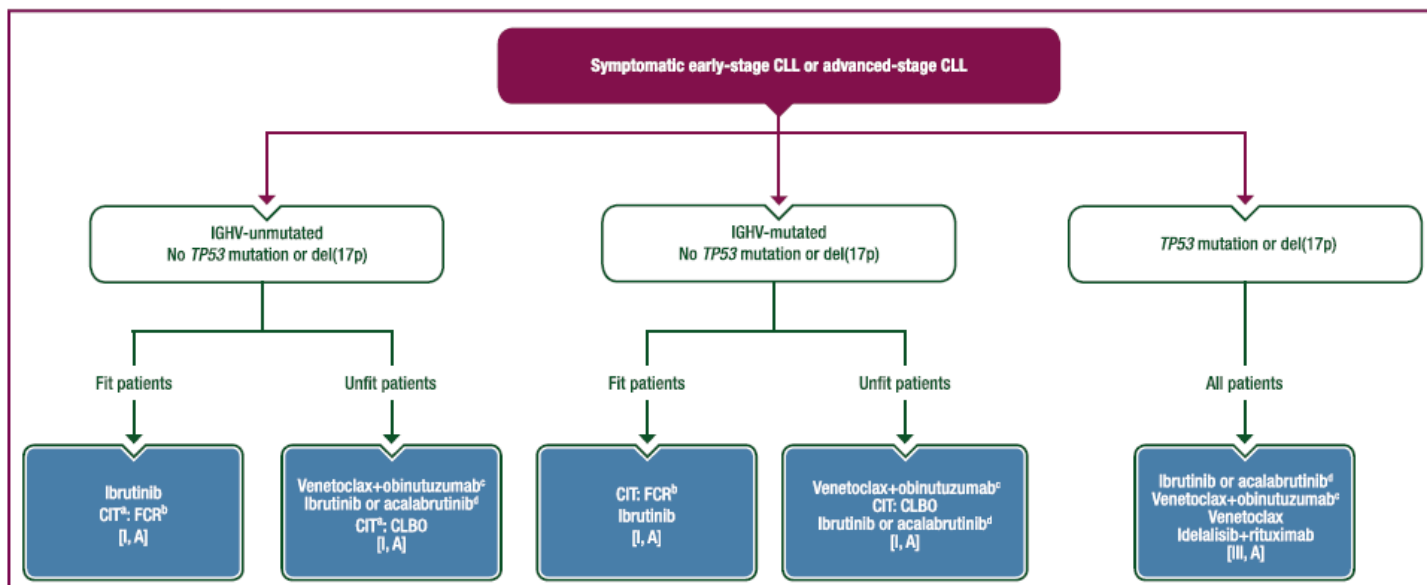 Symptomatic early-stage CLL or advanced-stage CLL
IGHV-unmutated
No TP53 mutation or del(17p)
IGHV-mutated
No TP53 mutation or del(17p)
TP53 mutation or del(17p)
Fit patients
Unfit patients
Fit patients
Unfit patients
All patients
Ibrutinib
CITᵃ: FCRᵇ
[I, A]
Venetoclax+obinutuzumabᶜ
Ibrutinib or acalabrutinibᵈ
CITᵃ: CLBO
[I, A]
CIT: FCRᵇ
Ibrutinib
[I, A]
Venetoclax+obinutuzumabᶜ
CIT: CLBO
Ibrutinib or acalabrutinibᵈ
[I, A]
Ibrutinib or acalabrutinibᵈ
Venetoclax+obinutuzumabᶜ
Venetoclax
Idelalisib+rituximab
[III, A]